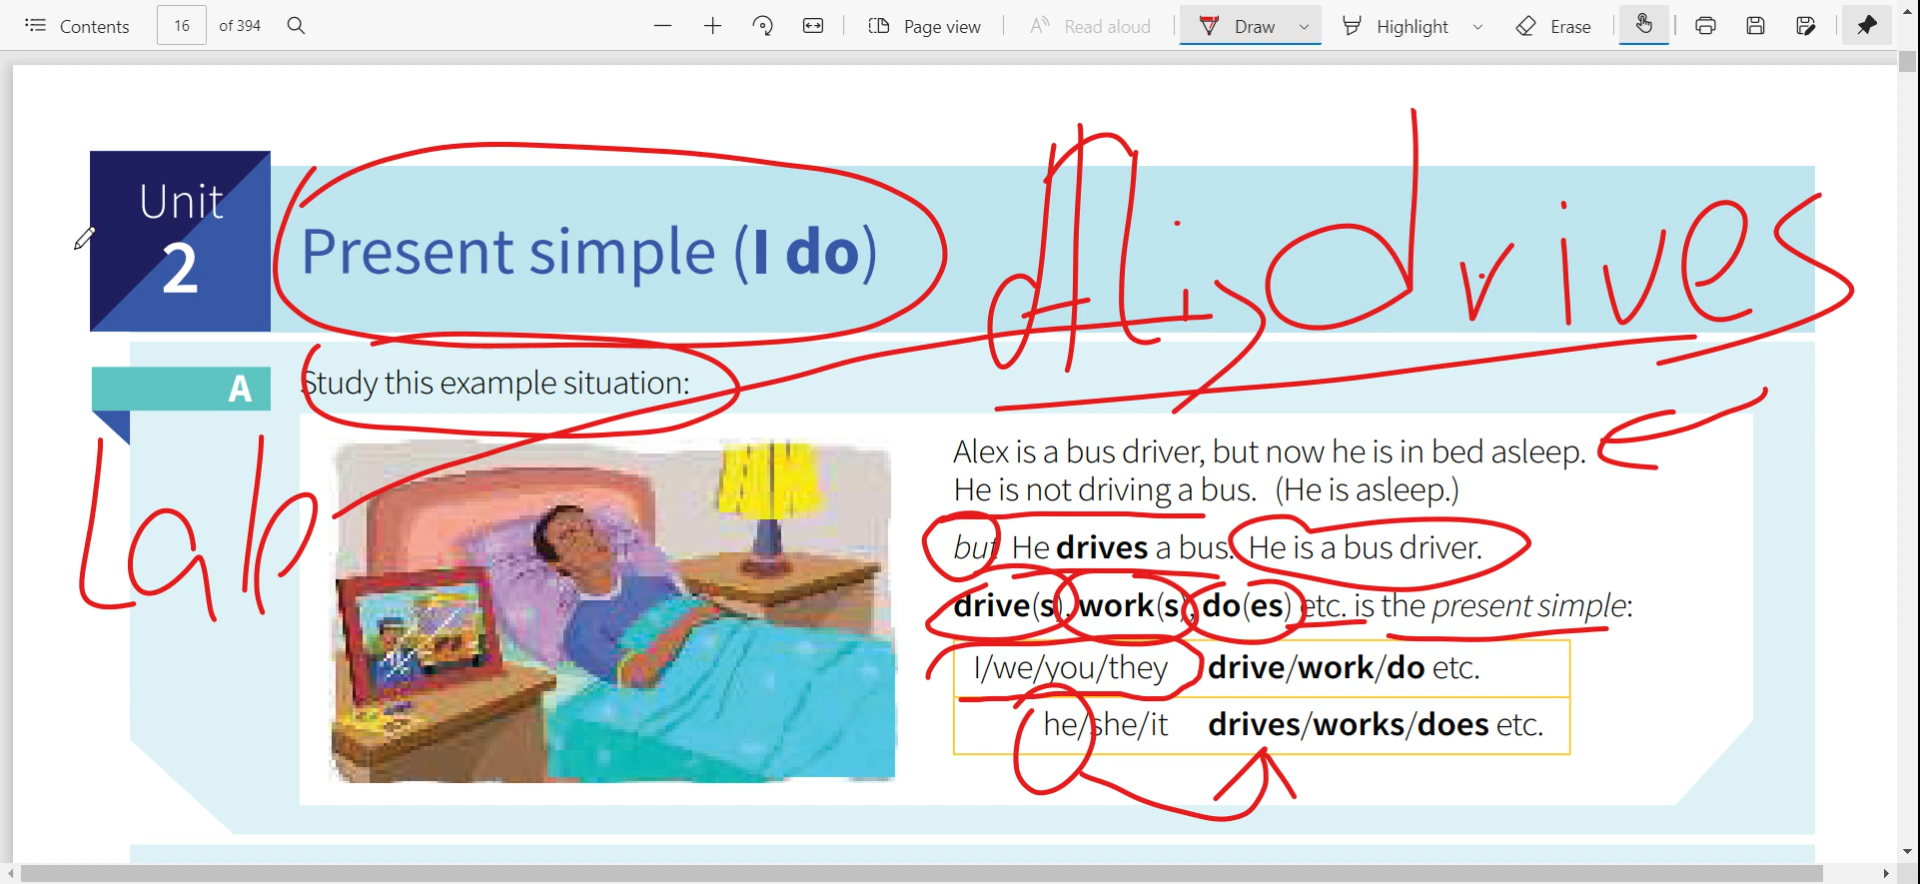 Contents 16 of 394 Page view Read aloud Draw Highlight Erase
Unit
2
Present simple (I do)
Ali drives
A
Study this example situation:
Lab
Alex is a bus driver, but now he is in bed asleep.
He is not driving a bus. (He is asleep.)
but He drives a bus. He is a bus driver.
drive(s), work(s), do(es) etc. is the present simple:
I/we/you/they drive/work/do etc.
he/she/it drives/works/does etc.